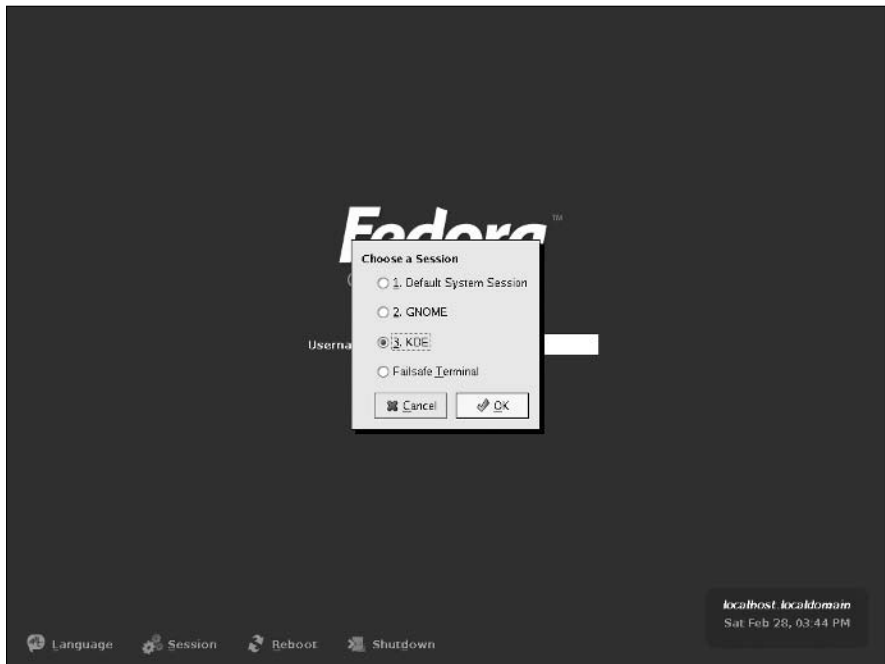 Fedora™
Choose a Session
1. Default System Session
2. GNOME
Userna
3. KDE
Failsafe Terminal
Cancel
OK
localhost.localdomain
Sat Feb 28, 03:44 PM
Language
Session
Reboot
Shutdown